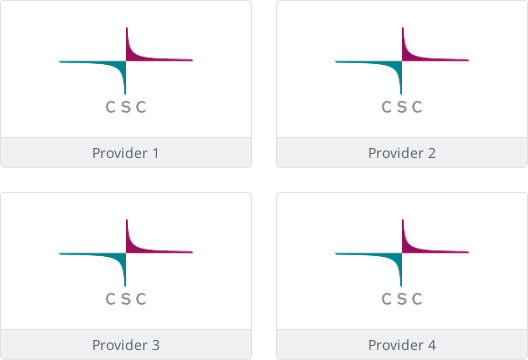 CSC
Provider 1
CSC
Provider 2
CSC
Provider 3
CSC
Provider 4